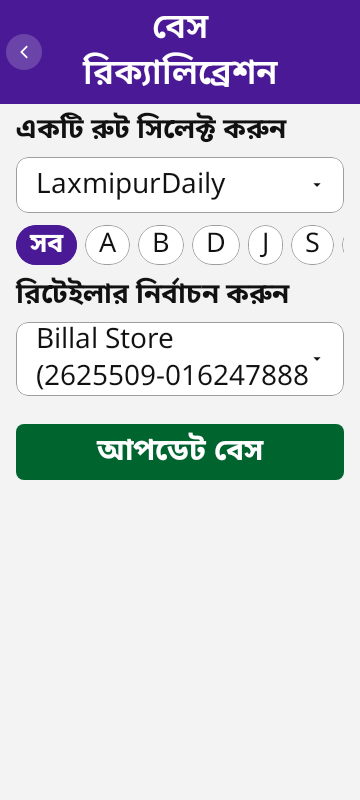 বেস
রিক্যালিব্রেশন
একটি রুট সিলেক্ট করুন
LaxmipurDaily
সব A B D J S
রিটেইলার নির্বাচন করুন
Billal Store
(2625509-016247888
আপডেট বেস